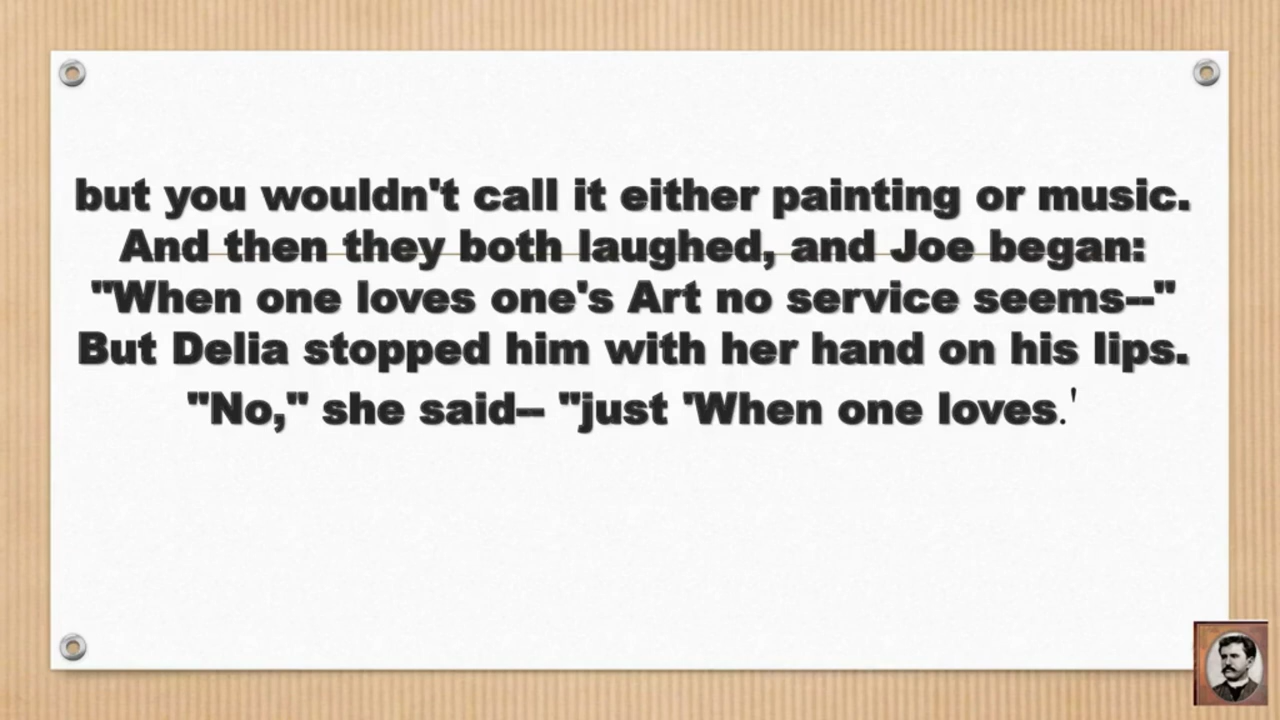 but you wouldn't call it either painting or music.
And then they both laughed, and Joe began:
"When one loves one's Art no service seems--"
But Delia stopped him with her hand on his lips.
"No," she said-- "just 'When one loves.'